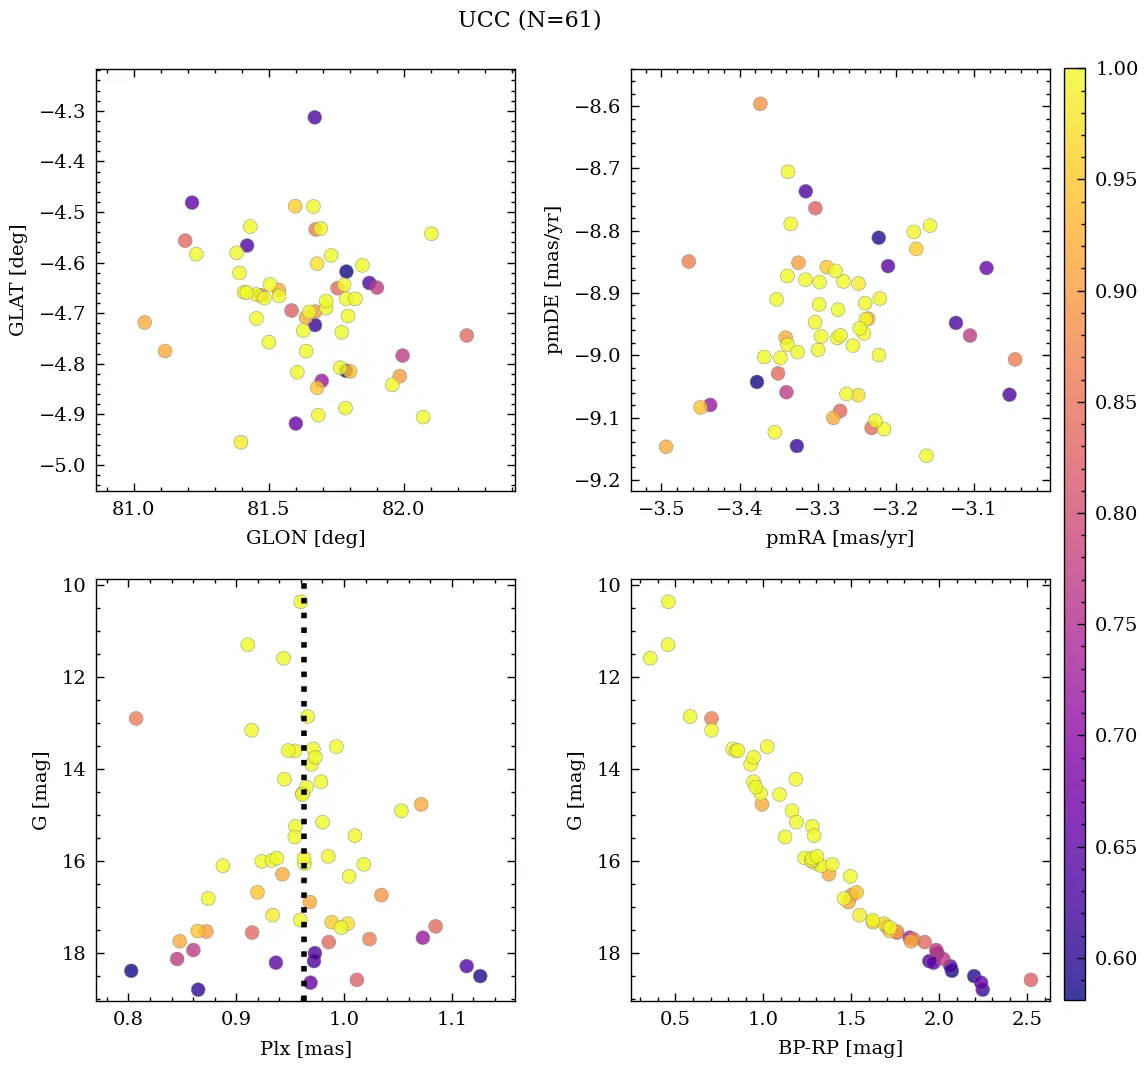 UCC (N=61)
−4.3
−4.4
−4.5
−4.6
−4.7
−4.8
−4.9
−5.0
GLAT [deg]
81.0 81.5 82.0
GLON [deg]
−8.6
−8.7
−8.8
−8.9
−9.0
−9.1
−9.2
pmDE [mas/yr]
−3.5 −3.4 −3.3 −3.2 −3.1
pmRA [mas/yr]
10
12
14
16
18
G [mag]
0.8 0.9 1.0 1.1
Plx [mas]
10
12
14
16
18
G [mag]
0.5 1.0 1.5 2.0 2.5
BP-RP [mag]
1.00
0.95
0.90
0.85
0.80
0.75
0.70
0.65
0.60